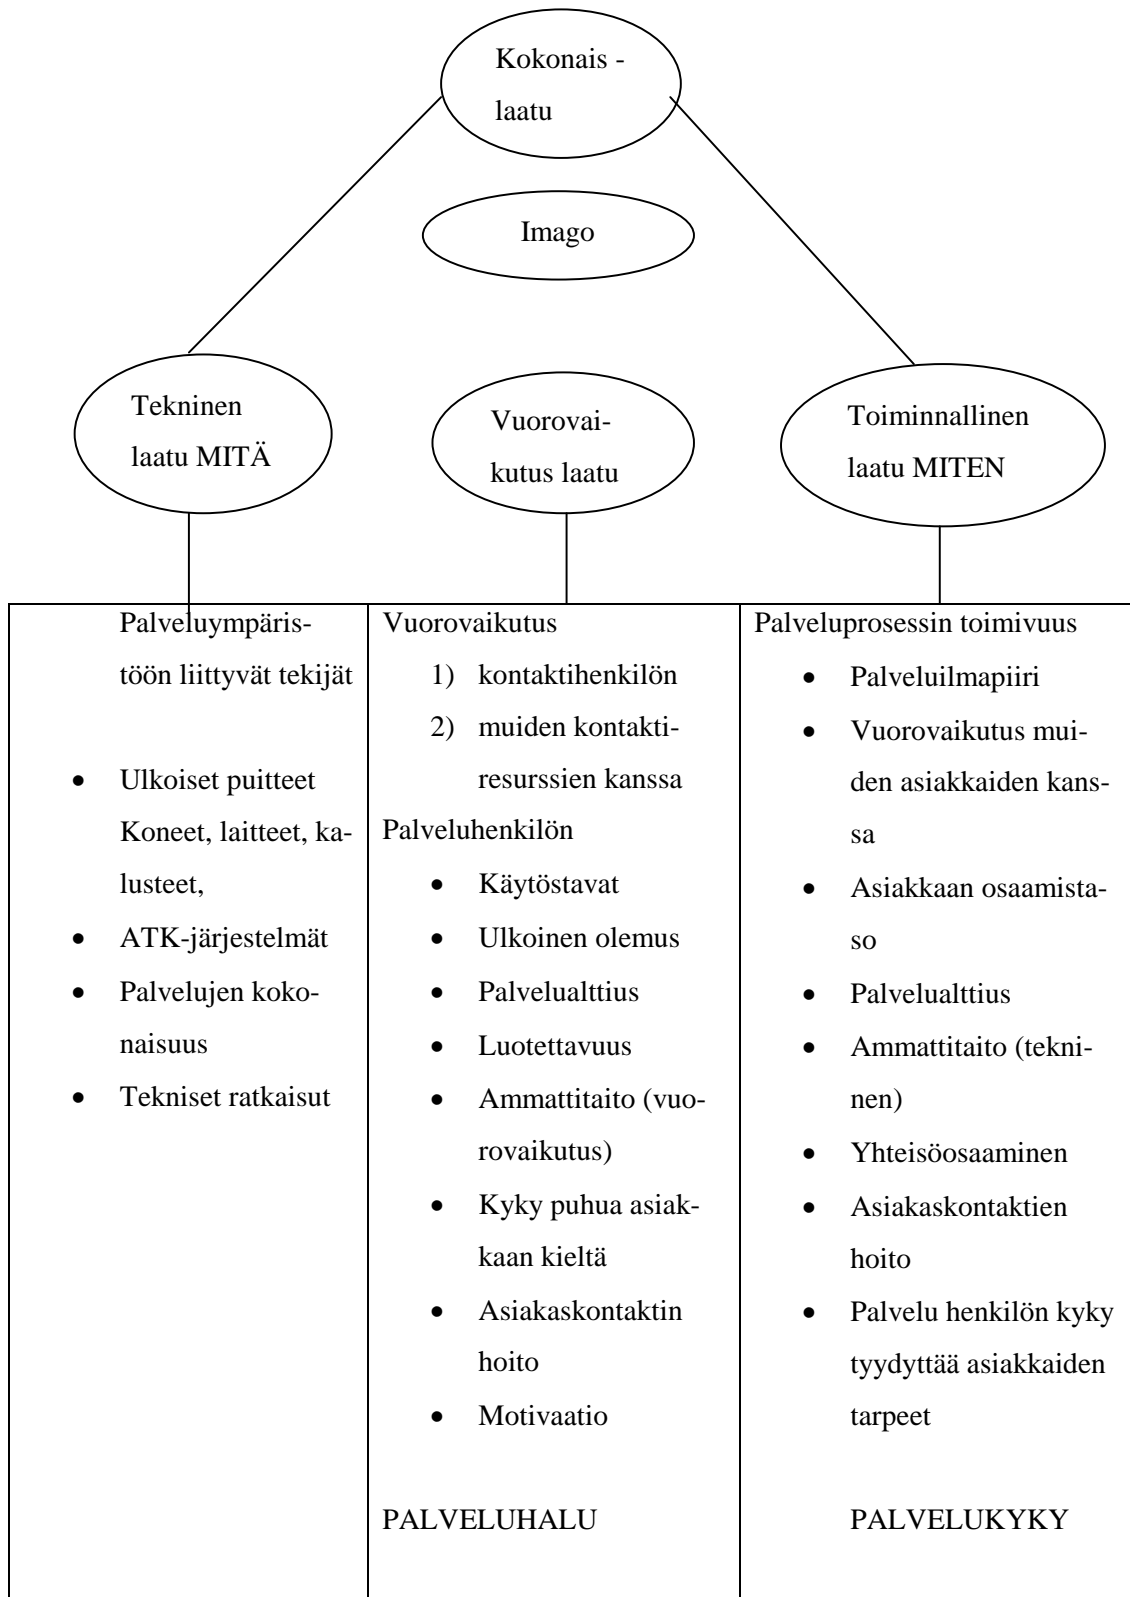 Kokonais -
laatu
Imago
Tekninen
laatu MITÄ
Vuorovai-
kutus laatu
Toiminnallinen
laatu MITEN
Palveluympäris-
töön liittyvät tekijät
• Ulkoiset puitteet
Koneet, laitteet, ka-
lusteet,
• ATK-järjestelmät
• Palvelujen koko-
naisuus
• Tekniset ratkaisut
Vuorovaikutus
1) kontaktihenkilön
2) muiden kontakti-
resurssien kanssa
Palveluhenkilön
• Käytöstavat
• Ulkoinen olemus
• Palvelualttius
• Luotettavuus
• Ammattitaito (vuo-
rovaikutus)
• Kyky puhua asiak-
kaan kieltä
• Asiakaskontaktin
hoito
• Motivaatio
PALVELUHALU
Palveluprosessin toimivuus
• Palveluilmapiiri
• Vuorovaikutus mui-
den asiakkaiden kans-
sa
• Asiakkaan osaamista-
so
• Palvelualttius
• Ammattitaito (tekni-
nen)
• Yhteisöosaaminen
• Asiakaskontaktien
hoito
• Palvelu henkilön kyky
tyydyttää asiakkaiden
tarpeet
PALVELUKYKY